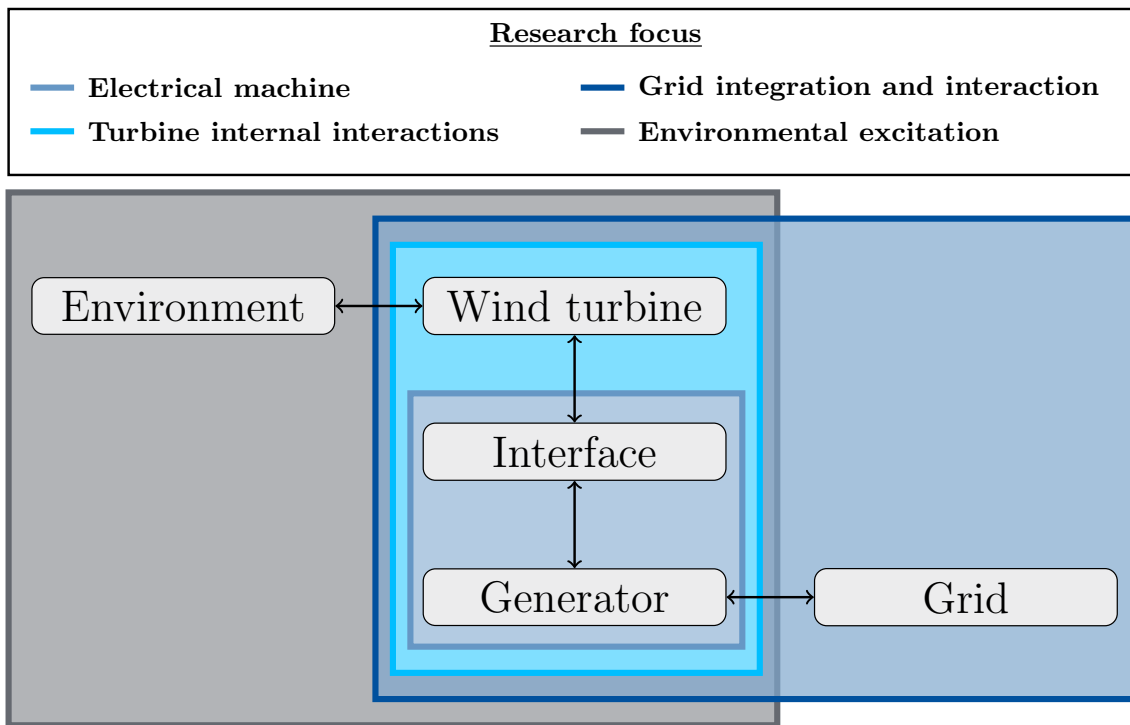 Research focus
Electrical machine
Grid integration and interaction
Turbine internal interactions
Environmental excitation
Environment
Wind turbine
Interface
Generator
Grid